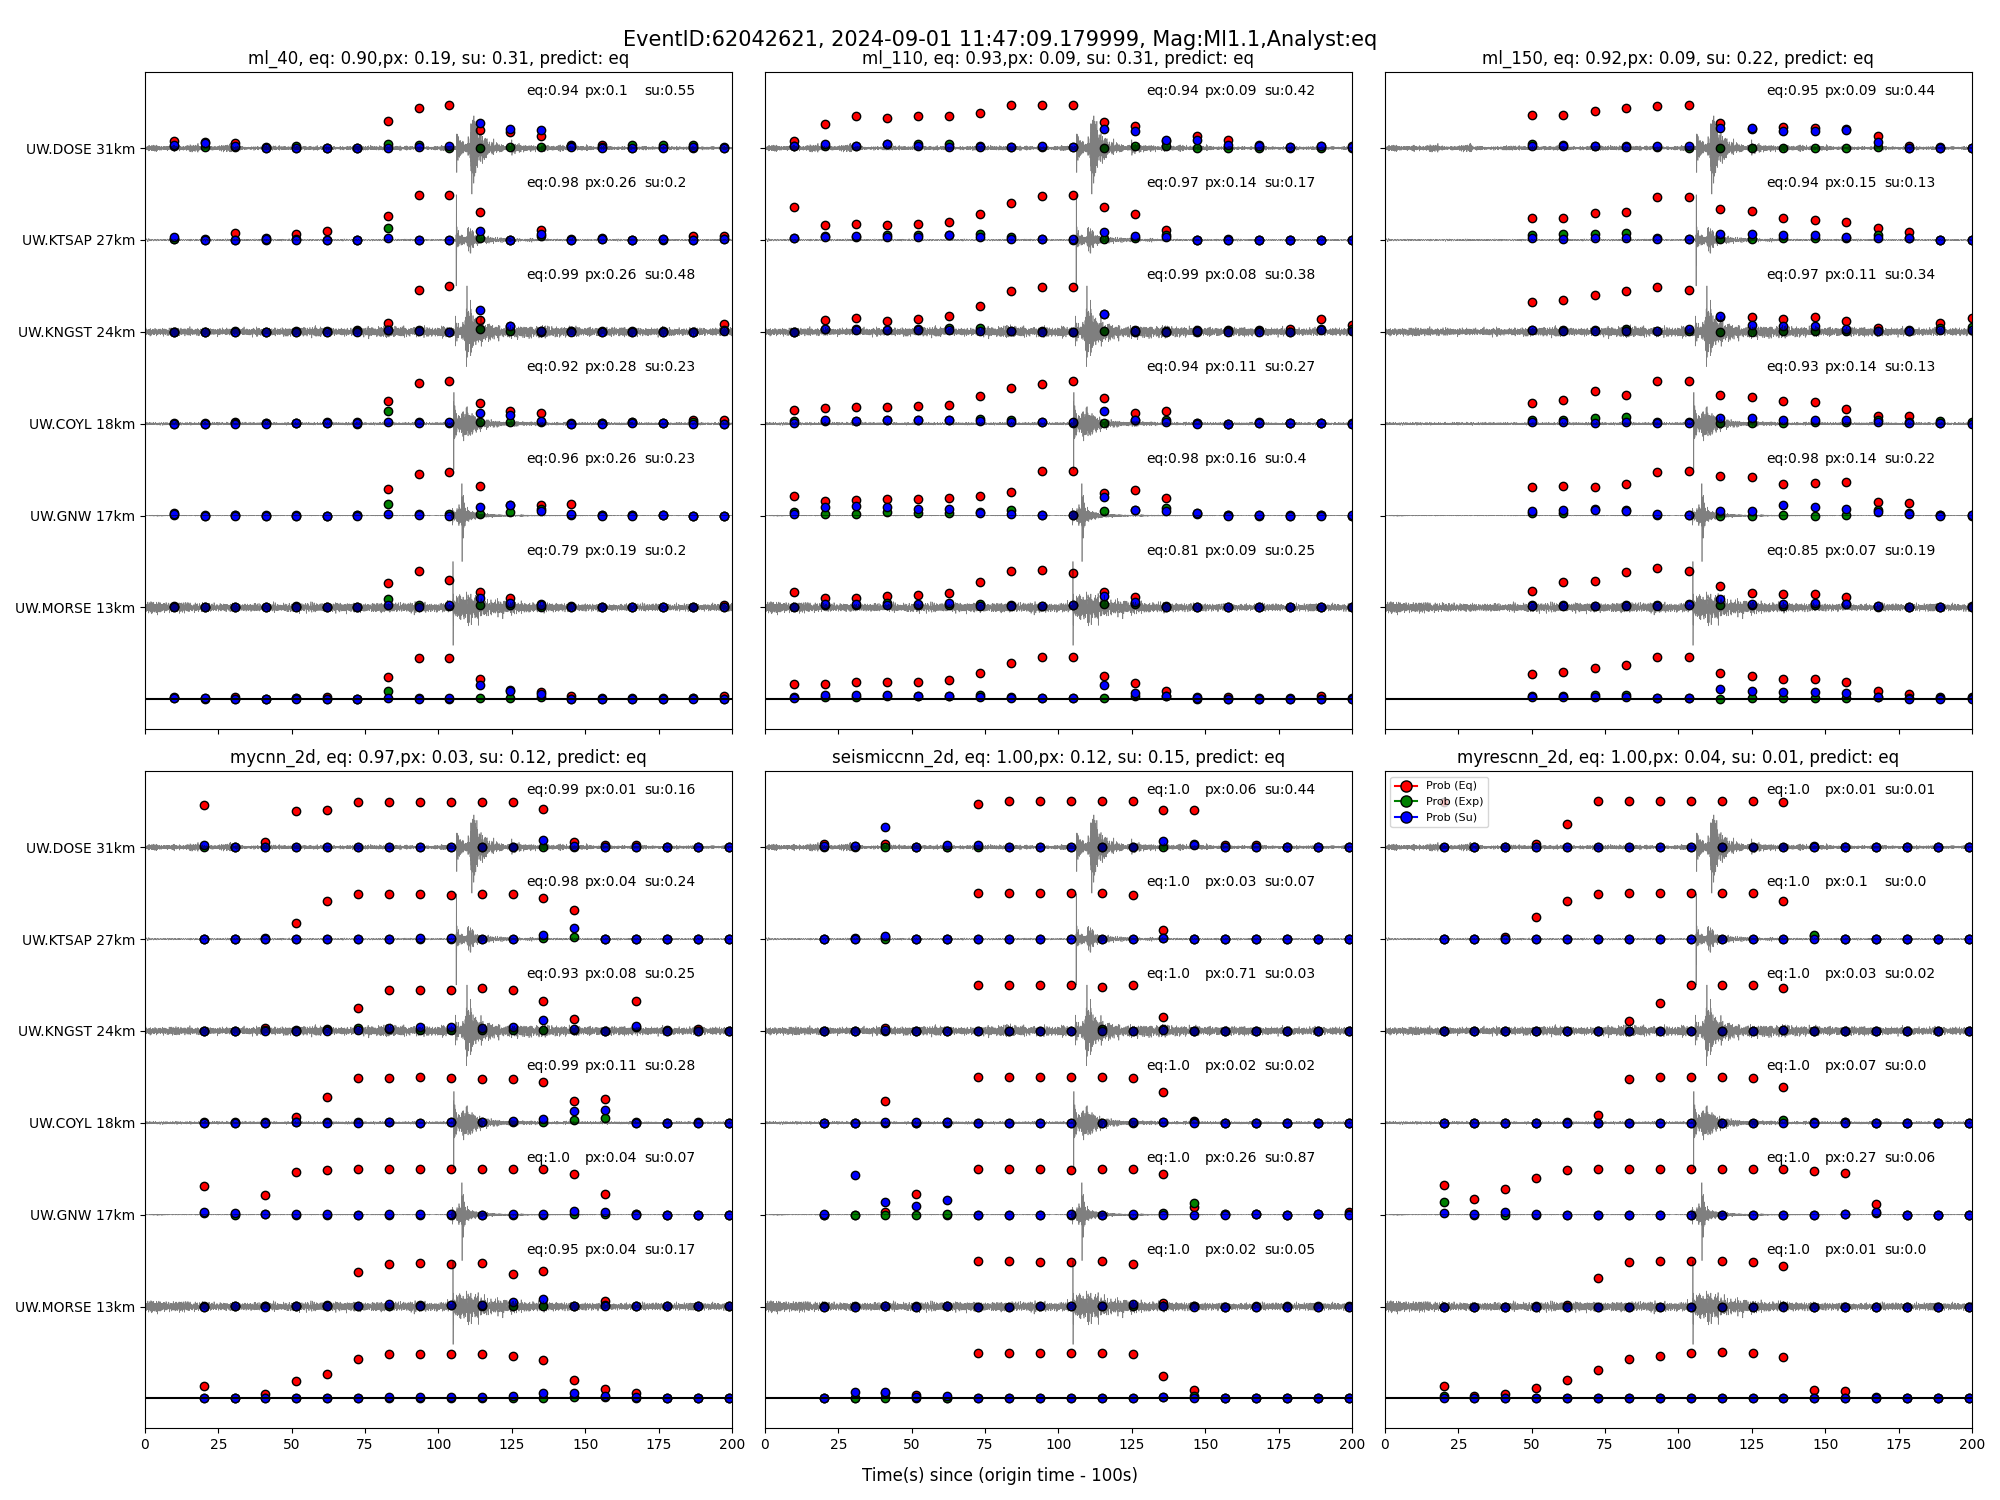 EventID:62042621, 2024-09-01 11:47:09.179999, Mag:Ml1.1,Analyst:eq
ml_40, eq: 0.90,px: 0.19, su: 0.31, predict: eq
eq:0.94 px:0.1 su:0.55
UW.DOSE 31km
eq:0.98 px:0.26 su:0.2
UW.KTSAP 27km
eq:0.99 px:0.26 su:0.48
UW.KNGST 24km
eq:0.92 px:0.28 su:0.23
UW.COYL 18km
eq:0.96 px:0.26 su:0.23
UW.GNW 17km
eq:0.79 px:0.19 su:0.2
UW.MORSE 13km
ml_110, eq: 0.93,px: 0.09, su: 0.31, predict: eq
eq:0.94 px:0.09 su:0.42
eq:0.97 px:0.14 su:0.17
eq:0.99 px:0.08 su:0.38
eq:0.94 px:0.11 su:0.27
eq:0.98 px:0.16 su:0.4
eq:0.81 px:0.09 su:0.25
ml_150, eq: 0.92,px: 0.09, su: 0.22, predict: eq
eq:0.95 px:0.09 su:0.44
eq:0.94 px:0.15 su:0.13
eq:0.97 px:0.11 su:0.34
eq:0.93 px:0.14 su:0.13
eq:0.98 px:0.14 su:0.22
eq:0.85 px:0.07 su:0.19
mycnn_2d, eq: 0.97,px: 0.03, su: 0.12, predict: eq
eq:0.99 px:0.01 su:0.16
UW.DOSE 31km
eq:0.98 px:0.04 su:0.24
UW.KTSAP 27km
eq:0.93 px:0.08 su:0.25
UW.KNGST 24km
eq:0.99 px:0.11 su:0.28
UW.COYL 18km
eq:1.0 px:0.04 su:0.07
UW.GNW 17km
eq:0.95 px:0.04 su:0.17
UW.MORSE 13km
0 25 50 75 100 125 150 175 200
seismiccnn_2d, eq: 1.00,px: 0.12, su: 0.15, predict: eq
eq:1.0 px:0.06 su:0.44
eq:1.0 px:0.03 su:0.07
eq:1.0 px:0.71 su:0.03
eq:1.0 px:0.02 su:0.02
eq:1.0 px:0.26 su:0.87
eq:1.0 px:0.02 su:0.05
0 25 50 75 100 125 150 175 200
myrescnn_2d, eq: 1.00,px: 0.04, su: 0.01, predict: eq
Prob (Eq)
Prob (Exp)
Prob (Su)
eq:1.0 px:0.01 su:0.01
eq:1.0 px:0.1 su:0.0
eq:1.0 px:0.03 su:0.02
eq:1.0 px:0.07 su:0.0
eq:1.0 px:0.27 su:0.06
eq:1.0 px:0.01 su:0.0
0 25 50 75 100 125 150 175 200
Time(s) since (origin time - 100s)